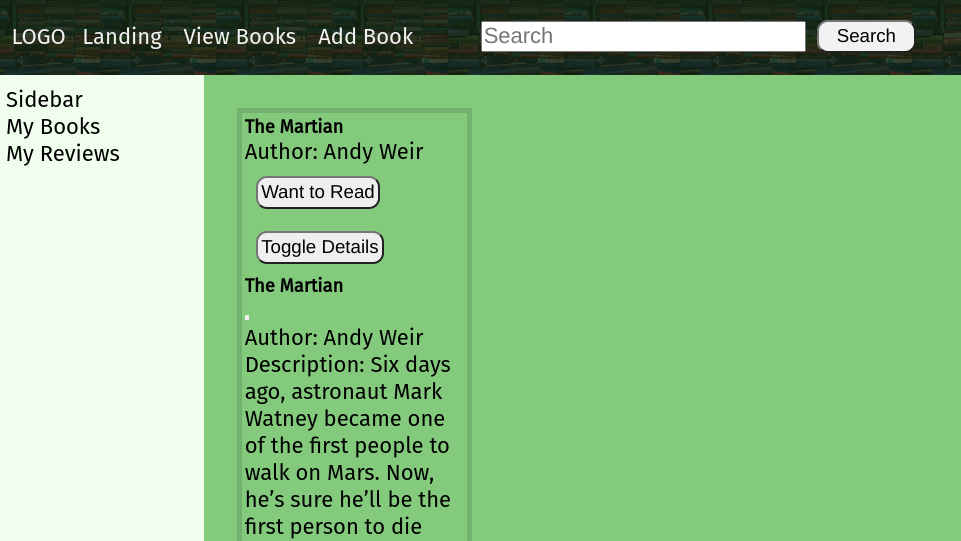 LOGO Landing View Books Add Book Search Search
Sidebar
My Books
My Reviews
The Martian
Author: Andy Weir
Want to Read
Toggle Details
The Martian
Author: Andy Weir
Description: Six days
ago, astronaut Mark
Watney became one
of the first people to
walk on Mars. Now,
he’s sure he’ll be the
first person to die